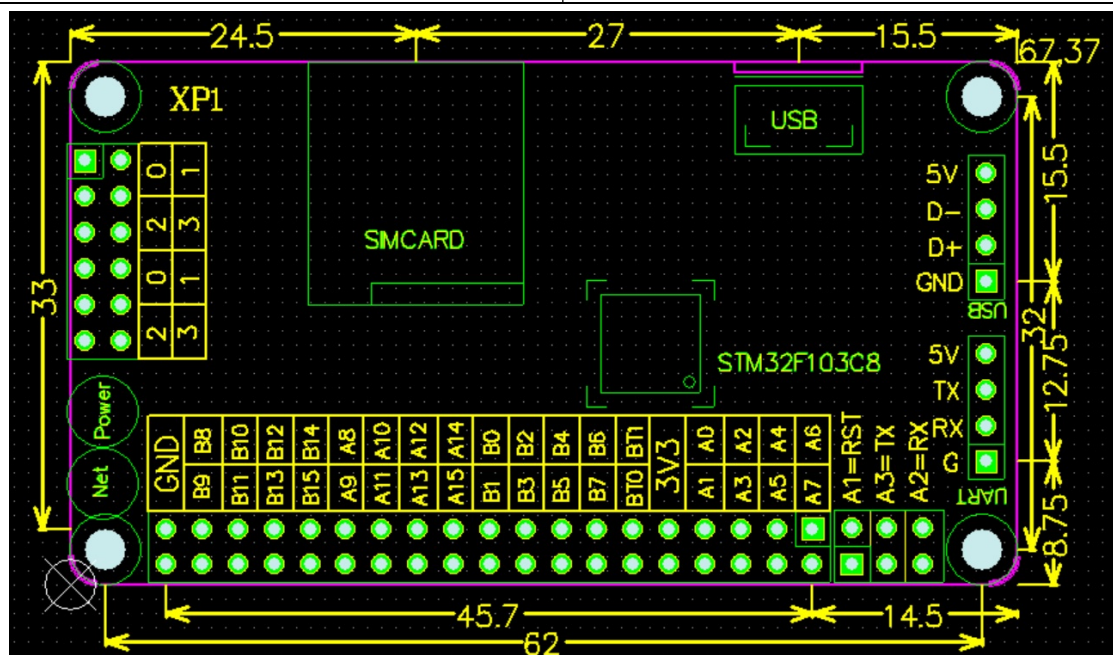 24.5 27 15.5
67,37
XP1
USB
0 1
2 3
0 1
2 3
33
SIMCARD
5V
D-
D+
GND
USB
15.5
32
STM32F103C8
5V
TX
RX
G
UART
12.75
8.75
Power
Net
GND B8 B10 B12 B14 A8 A10 A12 A14 B0 B2 B4 B6 BT1 3V3 A0 A2 A4 A6 A1=RST A3=TX A2=RX
B9 B11 B13 B15 A9 A11 A13 A15 B1 B3 B5 B7 BT0 A1 A3 A5 A7
45.7 14.5
62